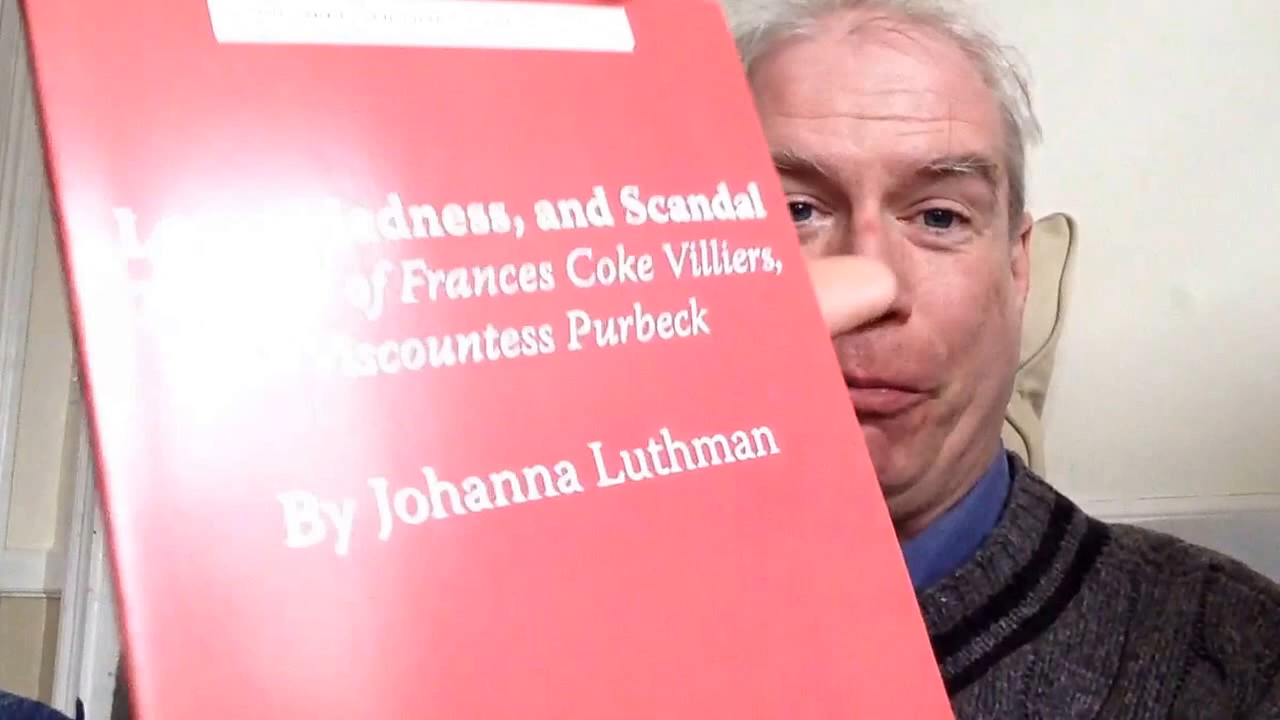 Madness, and Scandal
of Frances Coke Villiers,
Viscountess Purbeck
By Johanna Luthman